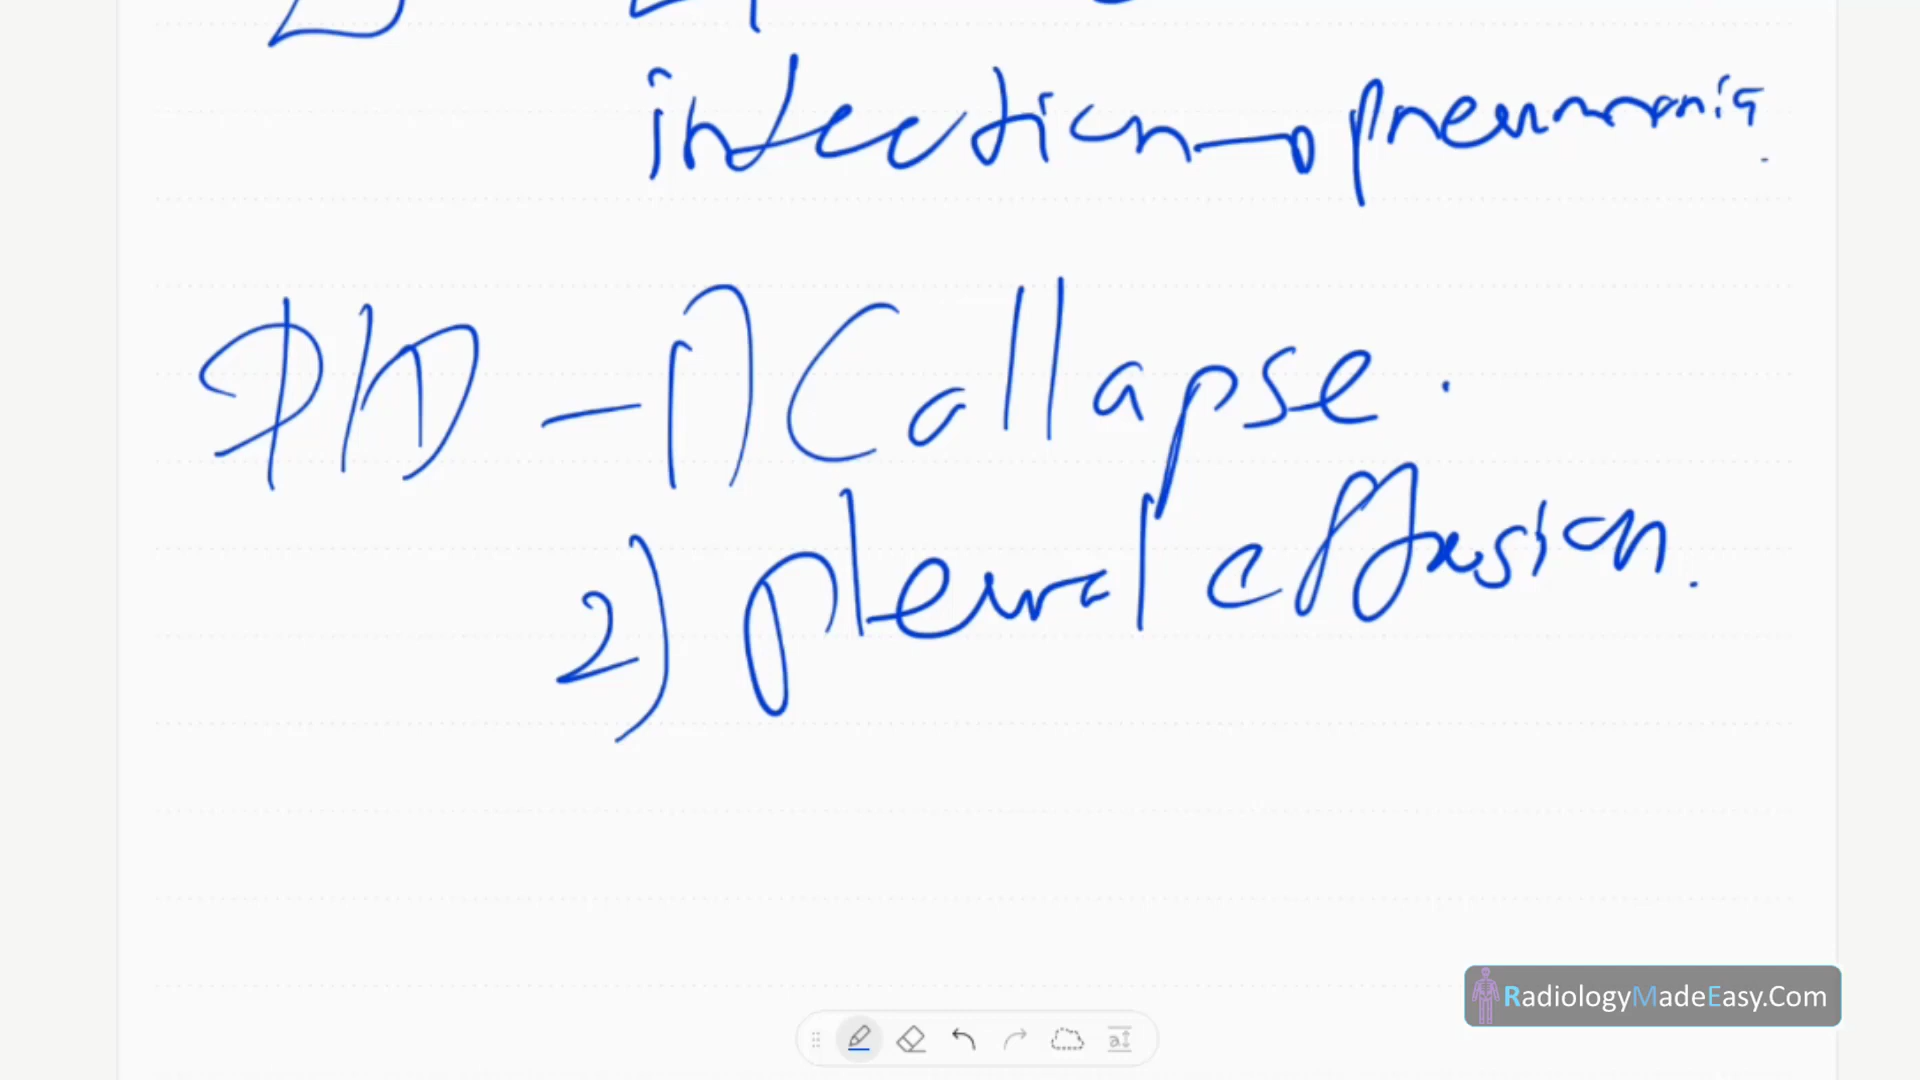 infection → pneumonia.
DD - 1) Collapse.
2) pleural effusion.
RadiologyMadeEasy.Com